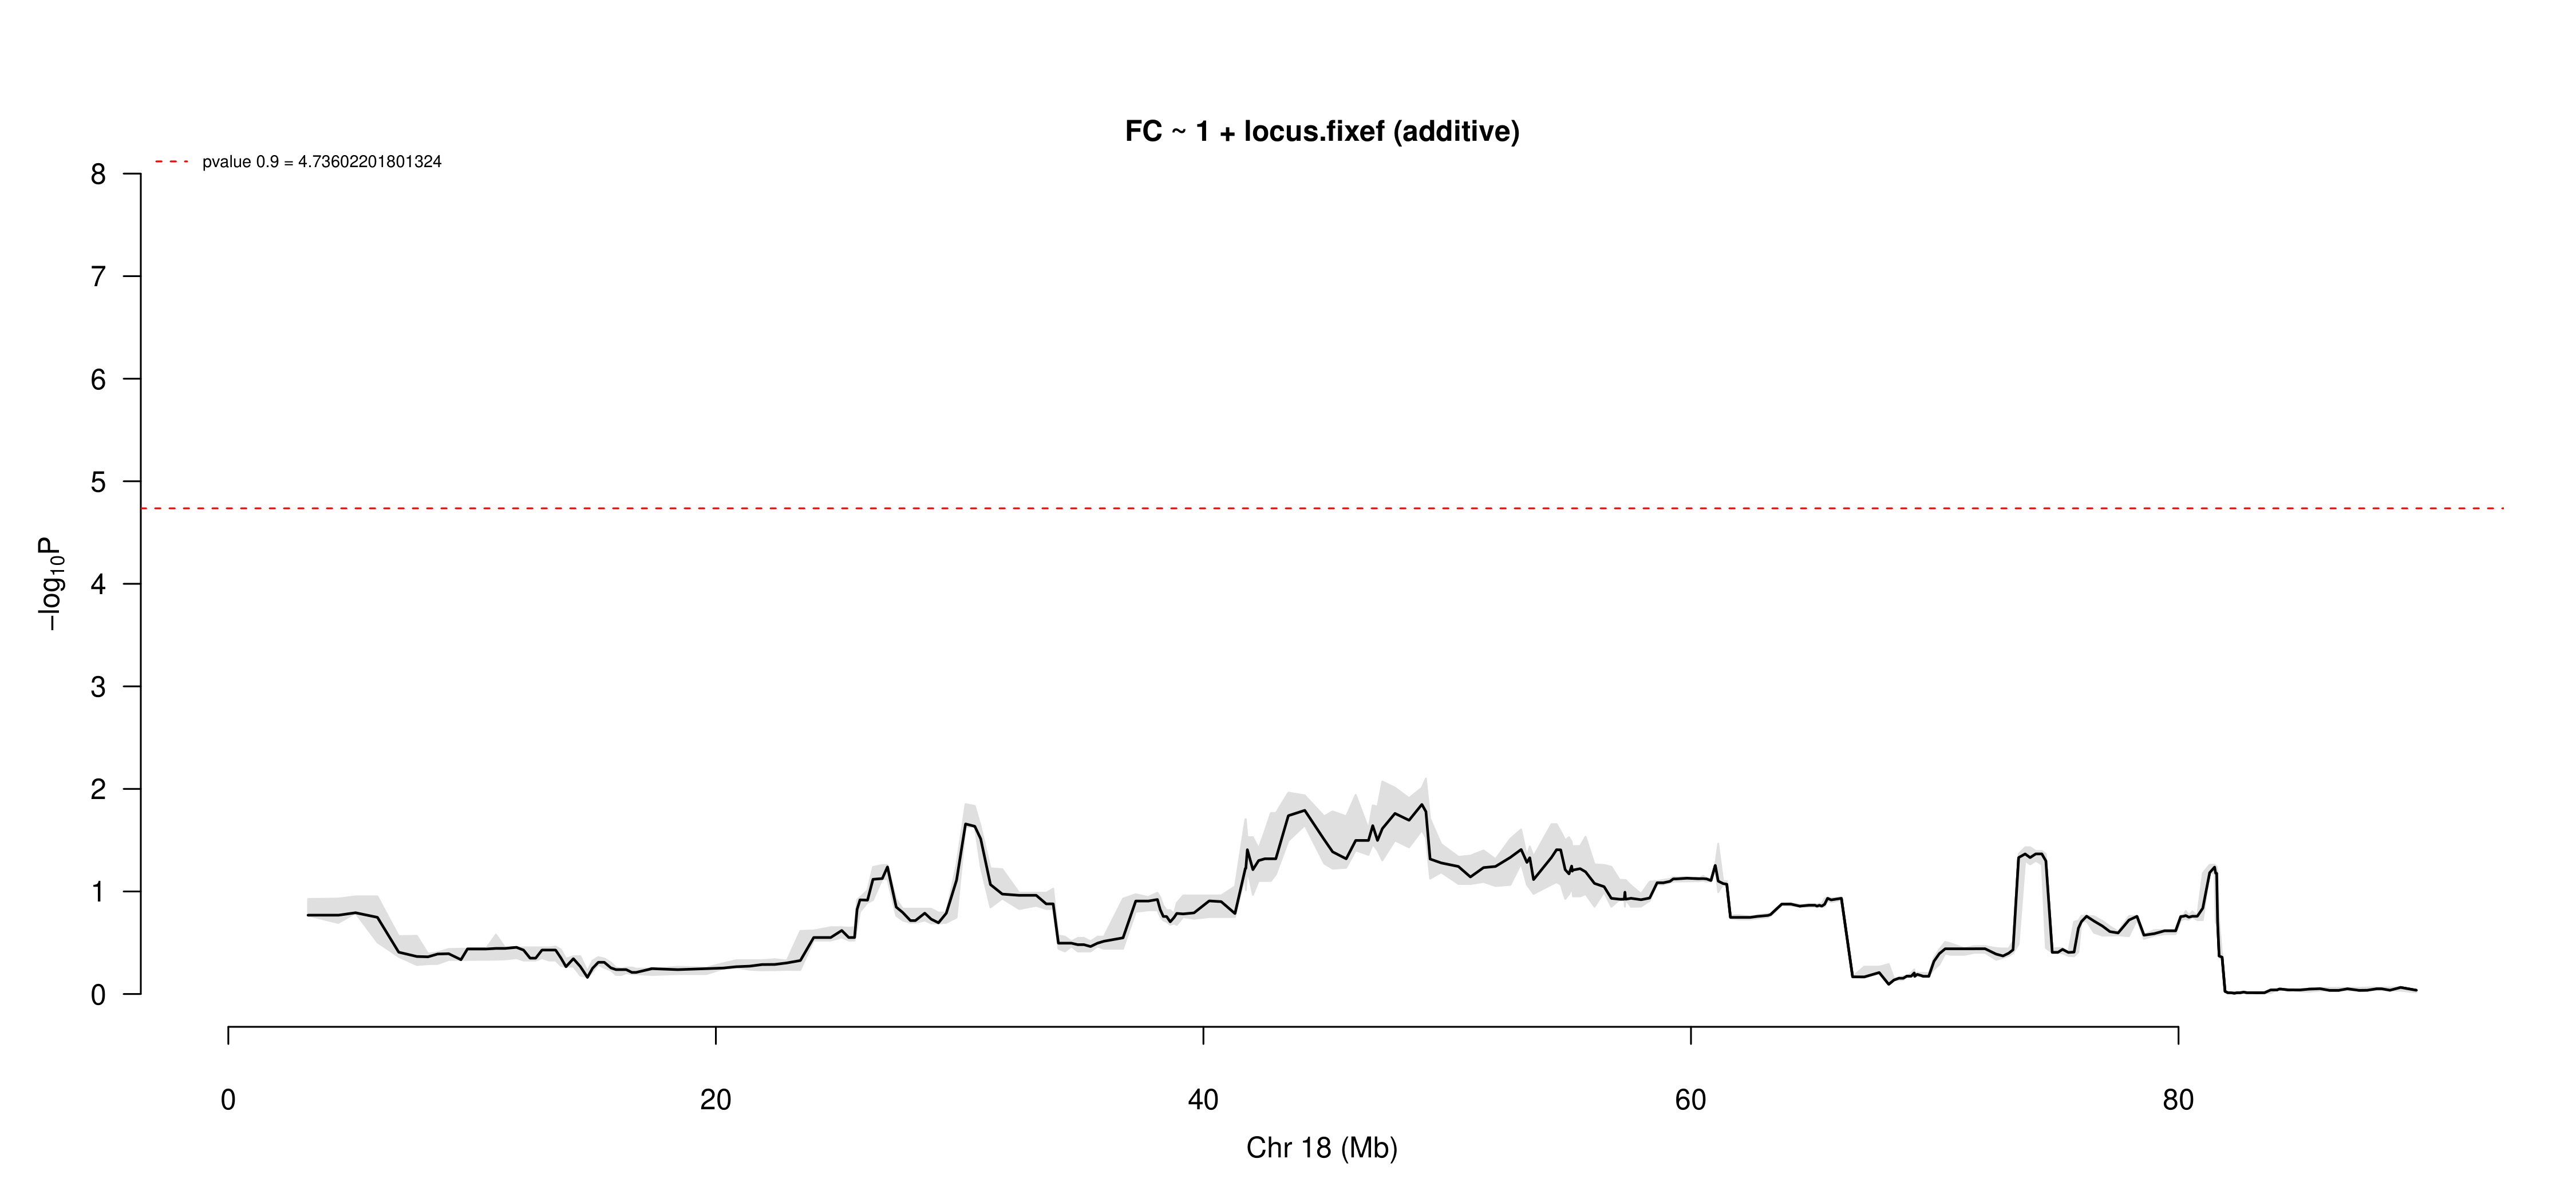 FC ~ 1 + locus.fixef (additive)
pvalue 0.9 = 4.73602201801324
8
7
6
5
4
3
2
1
0
−log10P
0 20 40 60 80
Chr 18 (Mb)